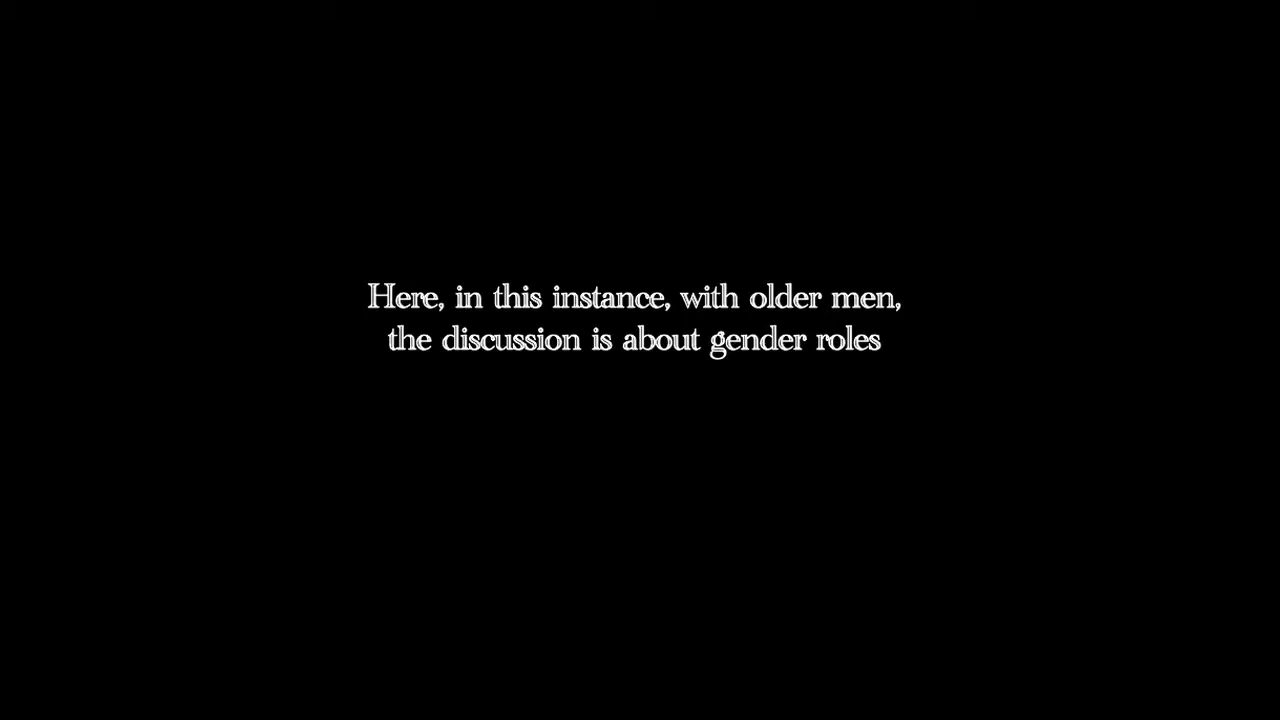 Here, in this instance, with older men,
the discussion is about gender roles